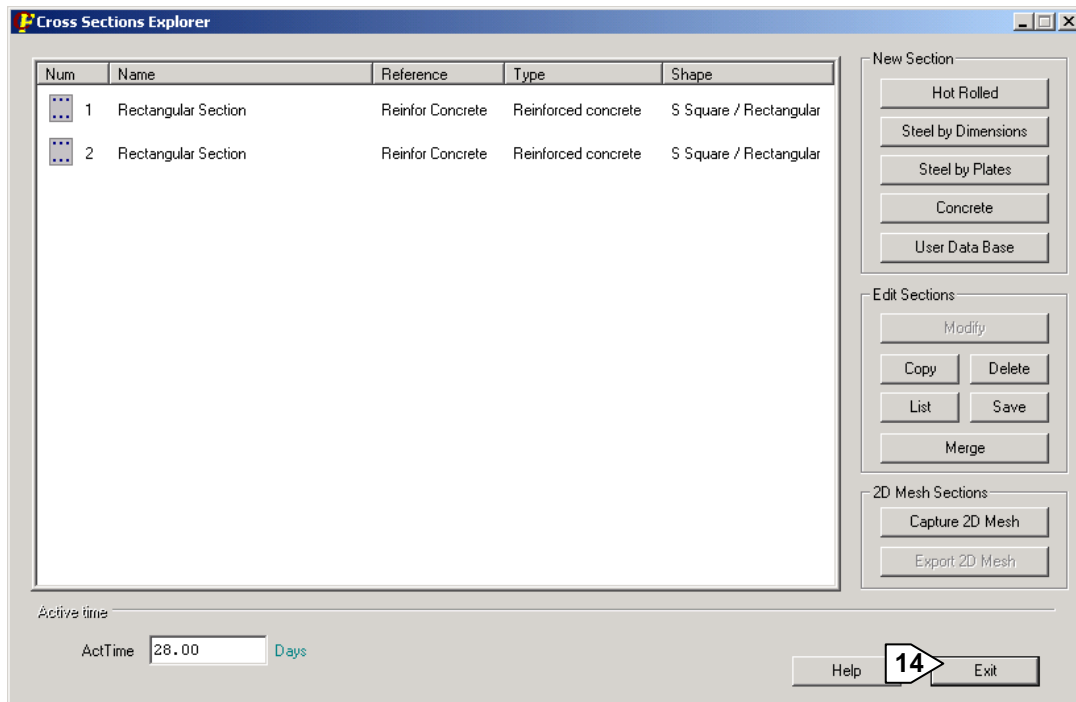 Cross Sections Explorer
Num Name Reference Type Shape
1 Rectangular Section Reinfor Concrete Reinforced concrete S Square / Rectangular
2 Rectangular Section Reinfor Concrete Reinforced concrete S Square / Rectangular
New Section
Hot Rolled
Steel by Dimensions
Steel by Plates
Concrete
User Data Base
Edit Sections
Modify
Copy Delete
List Save
Merge
2D Mesh Sections
Capture 2D Mesh
Export 2D Mesh
Active time
ActTime 28.00 Days
Help 14 Exit